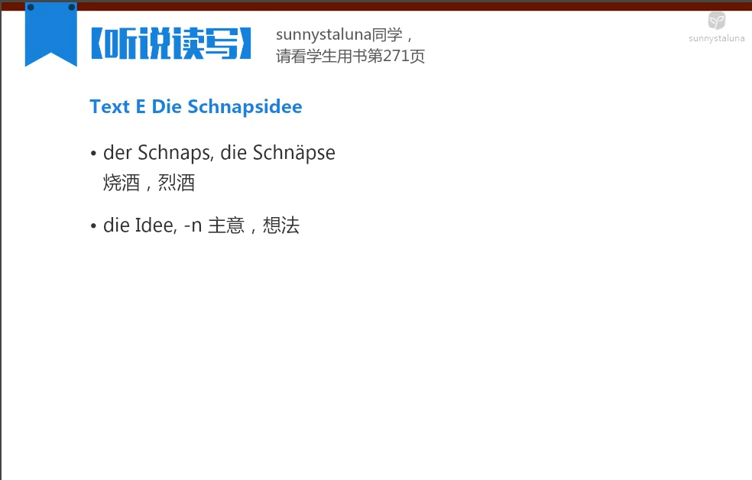 【听说读写】
sunnystaluna同学，
请看学生用书第271页
sunnystaluna
Text E Die Schnapsidee
• der Schnaps, die Schnäpse
烧酒，烈酒
• die Idee, -n 主意，想法